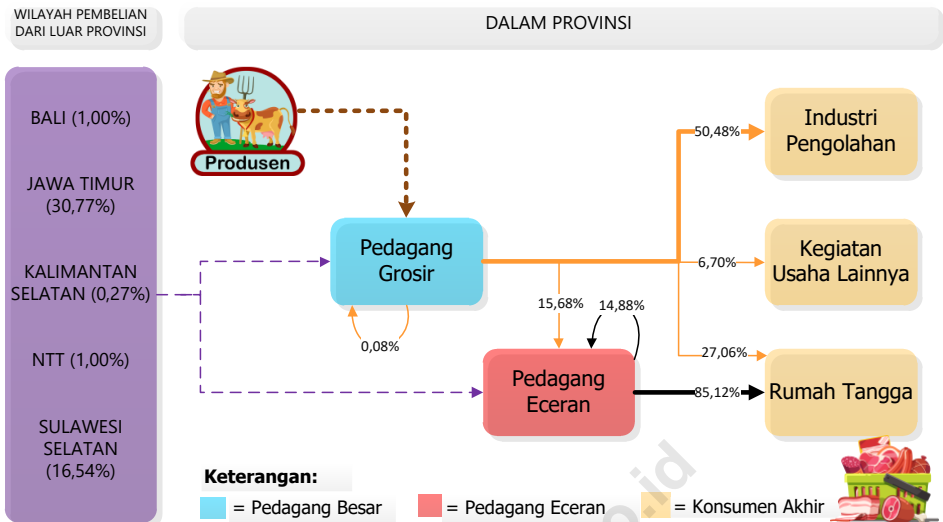 WILAYAH PEMBELIAN
DARI LUAR PROVINSI
DALAM PROVINSI
BALI (1,00%)
JAWA TIMUR
(30,77%)
KALIMANTAN
SELATAN (0,27%)
NTT (1,00%)
SULAWESI
SELATAN
(16,54%)
Produsen
Pedagang
Grosir
0,08%
15,68%
14,88%
Pedagang
Eceran
50,48%
6,70%
27,06%
85,12%
Industri
Pengolahan
Kegiatan
Usaha Lainnya
Rumah Tangga
Keterangan:
= Pedagang Besar
= Pedagang Eceran
= Konsumen Akhir
o.id